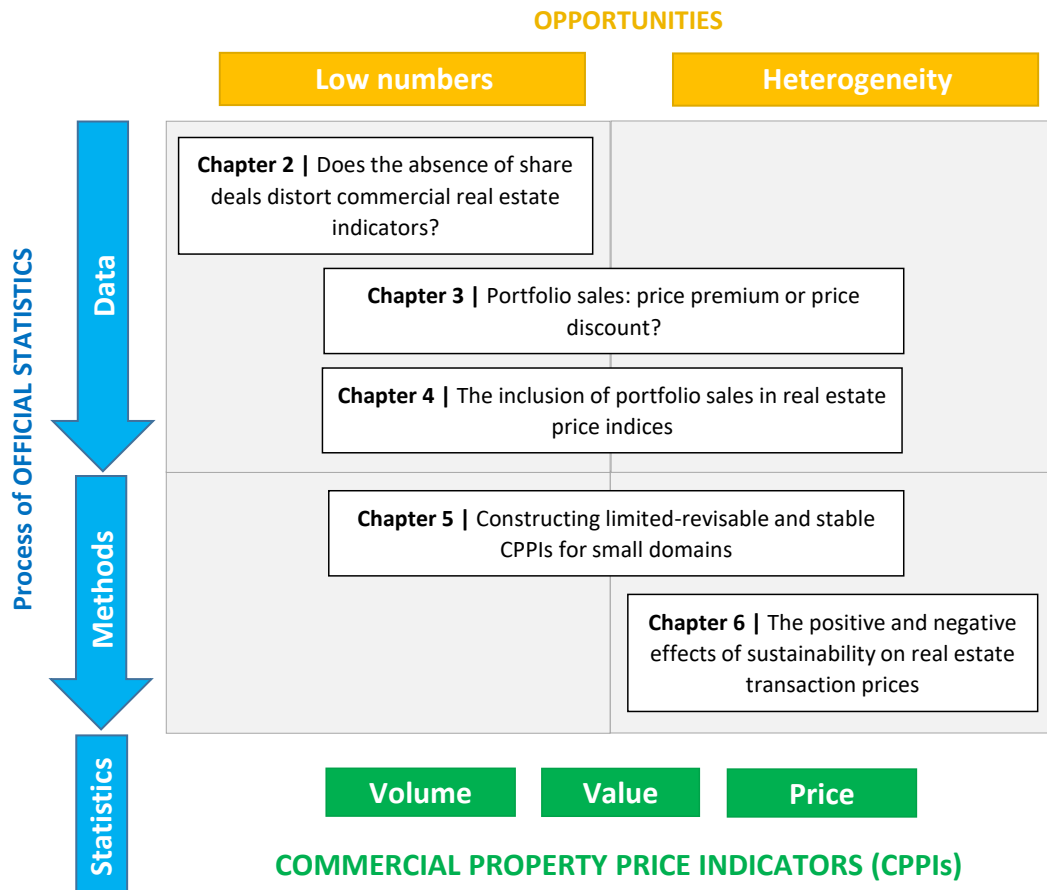 OPPORTUNITIES
Low numbers
Heterogeneity
Process of OFFICIAL STATISTICS
Data
Chapter 2 | Does the absence of share
deals distort commercial real estate
indicators?
Chapter 3 | Portfolio sales: price premium or price
discount?
Chapter 4 | The inclusion of portfolio sales in real estate
price indices
Methods
Chapter 5 | Constructing limited-revisable and stable
CPPIs for small domains
Chapter 6 | The positive and negative
effects of sustainability on real estate
transaction prices
Statistics
Volume
Value
Price
COMMERCIAL PROPERTY PRICE INDICATORS (CPPIs)